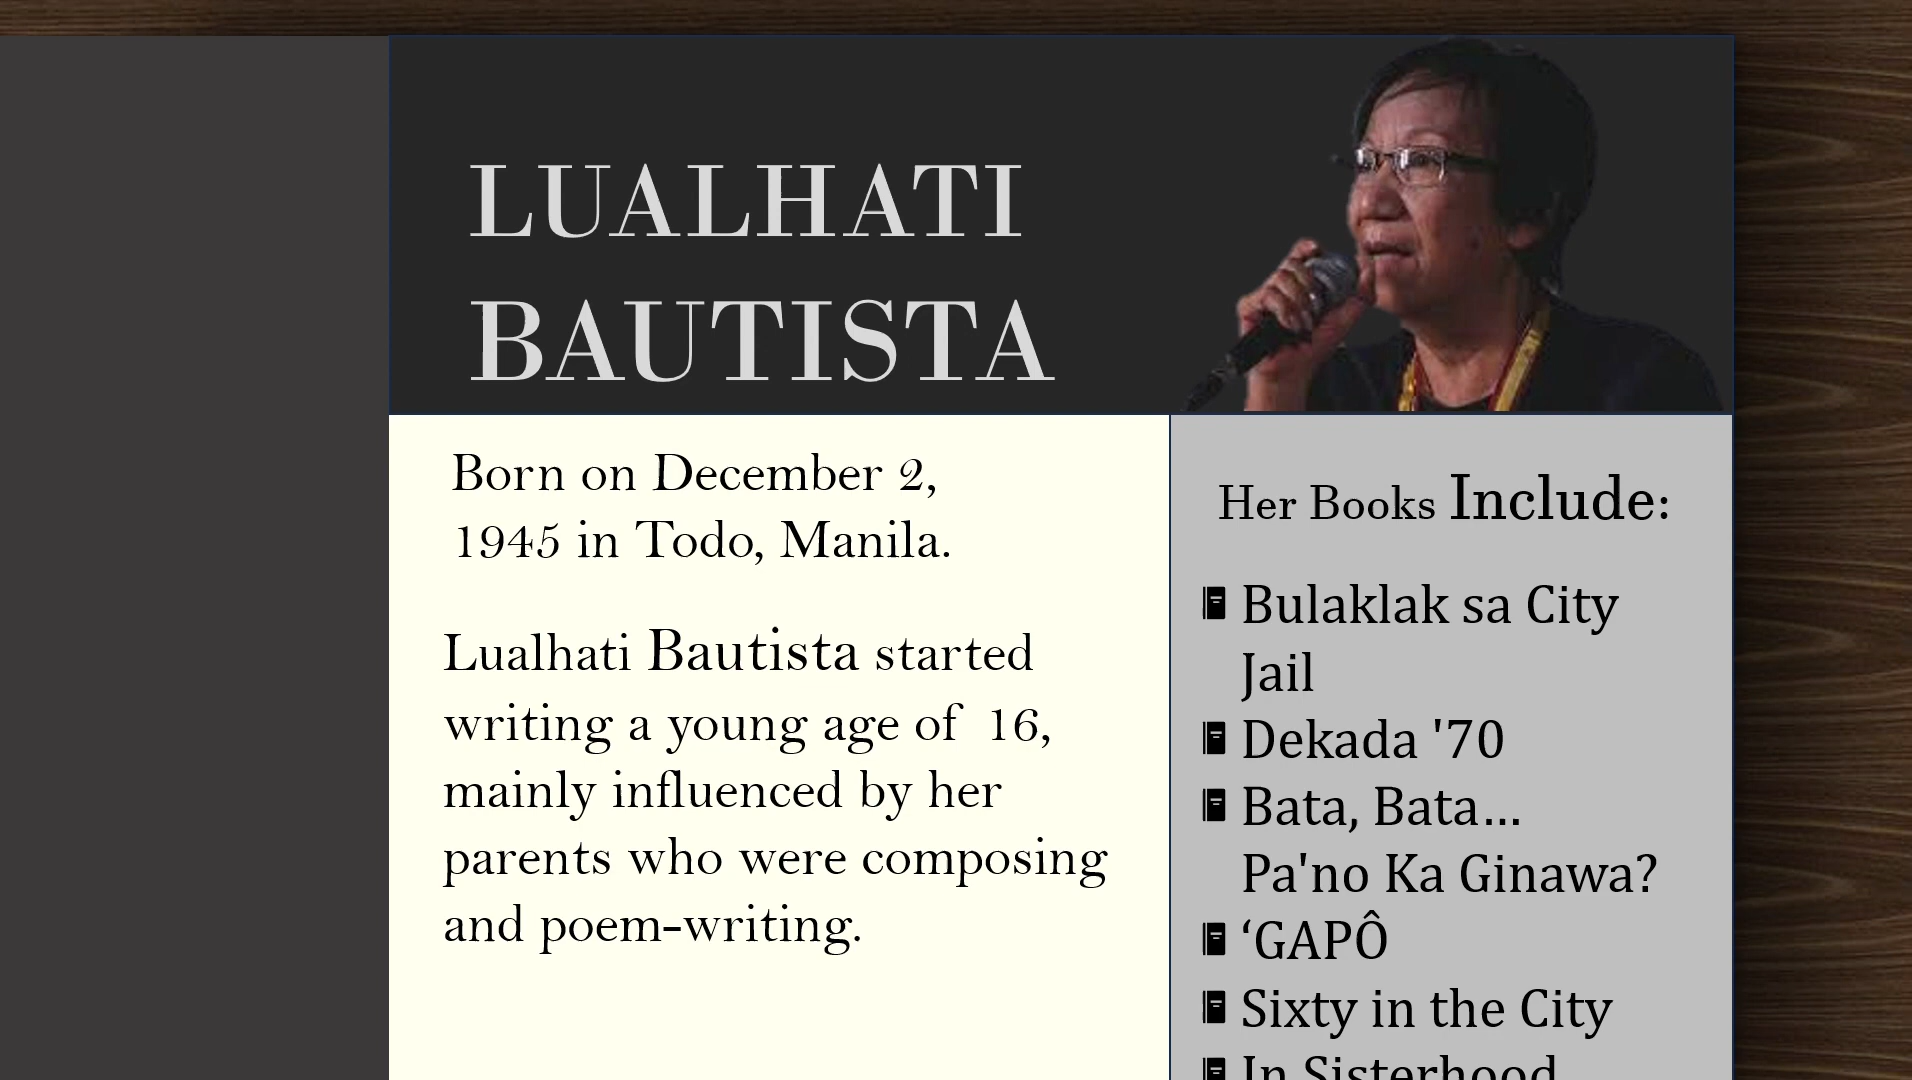 LUALHATI
BAUTISTA
Born on December 2,
1945 in Todo, Manila.
Lualhati Bautista started
writing a young age of  16,
mainly influenced by her
parents who were composing
and poem-writing.
Her Books Include:
Bulaklak sa City
Jail
Dekada '70
Bata, Bata…
Pa'no Ka Ginawa?
‘GAPÔ
Sixty in the City
In Sisterhood